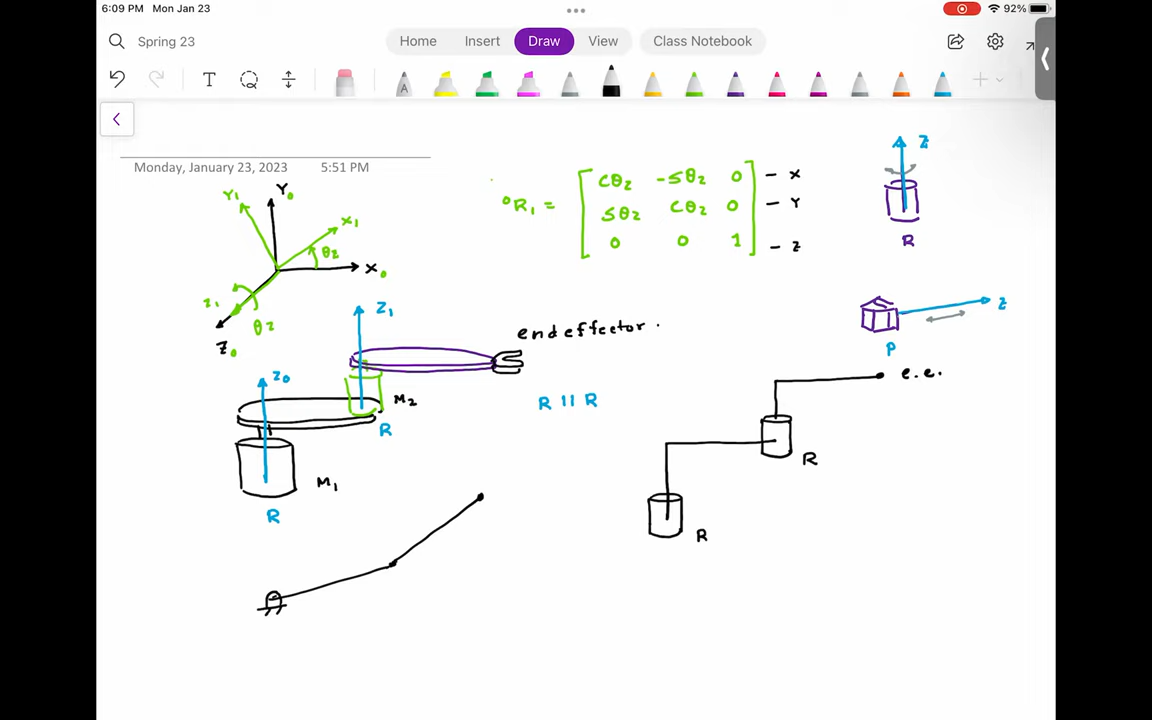 6:09 PM Mon Jan 23
92%
Spring 23
Home Insert Draw View Class Notebook
T
A
Monday, January 23, 2023 5:51 PM
Y₁
Y₀
X₁
θ₂
X₀
Z₁
θ₂
Z₀
⁰R₁ =
Cθ₂ -Sθ₂ 0 - X
Sθ₂ Cθ₂ 0 - Y
0 0 1 - Z
Z
R
Z
P
Z₁
end effector.
Z₀
M₂
R
R || R
e.e.
R
M₁
R
R